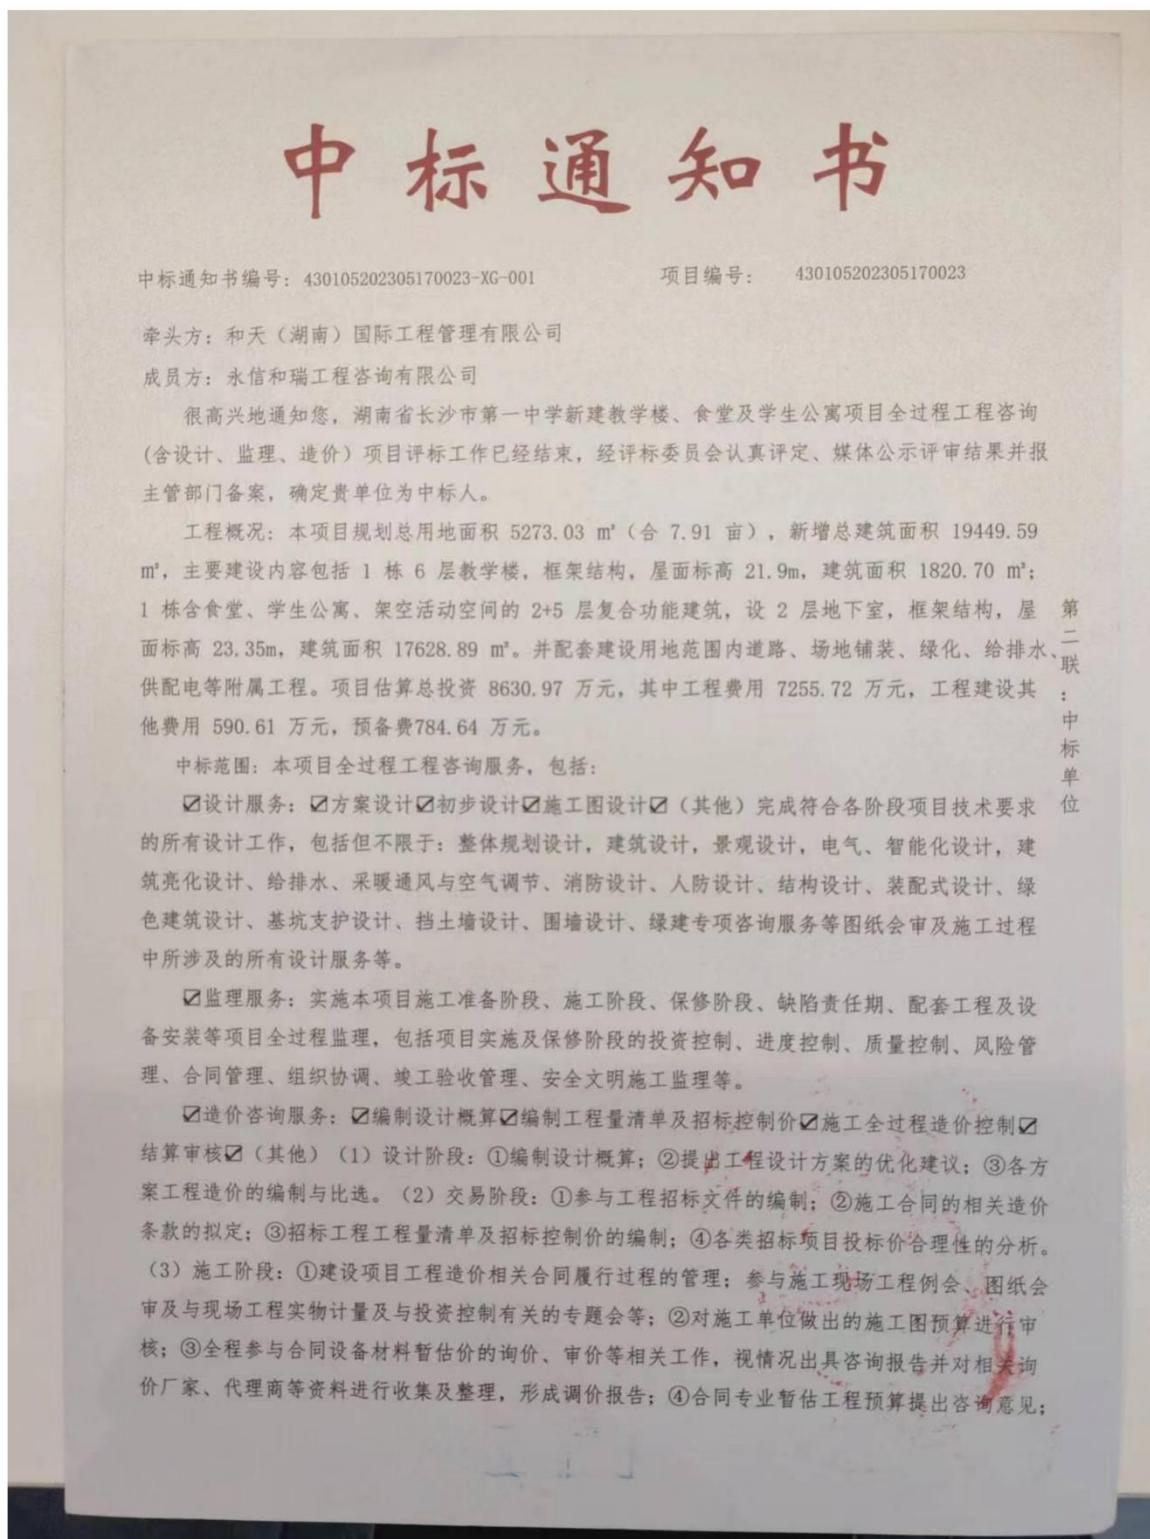 中标通知书
中标通知书编号：430105202305170023-XG-001
项目编号： 430105202305170023
牵头方：和天（湖南）国际工程管理有限公司
成员方：永信和瑞工程咨询有限公司
很高兴地通知您，湖南省长沙市第一中学新建教学楼、食堂及学生公寓项目全过程工程咨询
(含设计、监理、造价）项目评标工作已经结束，经评标委员会认真评定、媒体公示评审结果并报
主管部门备案，确定贵单位为中标人。
工程概况：本项目规划总用地面积 5273.03 ㎡（合 7.91 亩），新增总建筑面积 19449.59
㎡，主要建设内容包括 1 栋 6 层教学楼，框架结构，屋面标高 21.9m，建筑面积 1820.70 ㎡；
1 栋含食堂、学生公寓、架空活动空间的 2+5 层复合功能建筑，设 2 层地下室，框架结构，屋
面标高 23.35m，建筑面积 17628.89 ㎡。并配套建设用地范围内道路、场地铺装、绿化、给排水、
供配电等附属工程。项目估算总投资 8630.97 万元，其中工程费用 7255.72 万元，工程建设其
他费用 590.61 万元，预备费784.64 万元。
中标范围：本项目全过程工程咨询服务，包括：
☑设计服务：☑方案设计☑初步设计☑施工图设计☑（其他）完成符合各阶段项目技术要求
的所有设计工作，包括但不限于：整体规划设计，建筑设计，景观设计，电气、智能化设计，建
筑亮化设计、给排水、采暖通风与空气调节、消防设计、人防设计、结构设计、装配式设计、绿
色建筑设计、基坑支护设计、挡土墙设计、围墙设计、绿建专项咨询服务等图纸会审及施工过程
中所涉及的所有设计服务等。
☑监理服务：实施本项目施工准备阶段、施工阶段、保修阶段、缺陷责任期、配套工程及设
备安装等项目全过程监理，包括项目实施及保修阶段的投资控制、进度控制、质量控制、风险管
理、合同管理、组织协调、竣工验收管理、安全文明施工监理等。
☑造价咨询服务：☑编制设计概算☑编制工程量清单及招标控制价☑施工全过程造价控制☑
结算审核☑（其他）（1）设计阶段：①编制设计概算；②提出工程设计方案的优化建议；③各方
案工程造价的编制与比选。（2）交易阶段：①参与工程招标文件的编制；②施工合同的相关造价
条款的拟定；③招标工程工程量清单及招标控制价的编制；④各类招标项目投标价合理性的分析。
（3）施工阶段：①建设项目工程造价相关合同履行过程的管理；参与施工现场工程例会、图纸会
审及与现场工程实物计量及与投资控制有关的专题会等；②对施工单位做出的施工图预算进行审
核；③全程参与合同设备材料暂估价的询价、审价等相关工作，视情况出具咨询报告并对相关询
价厂家、代理商等资料进行收集及整理，形成调价报告；④合同专业暂估工程预算提出咨询意见；
第二联：中标单位